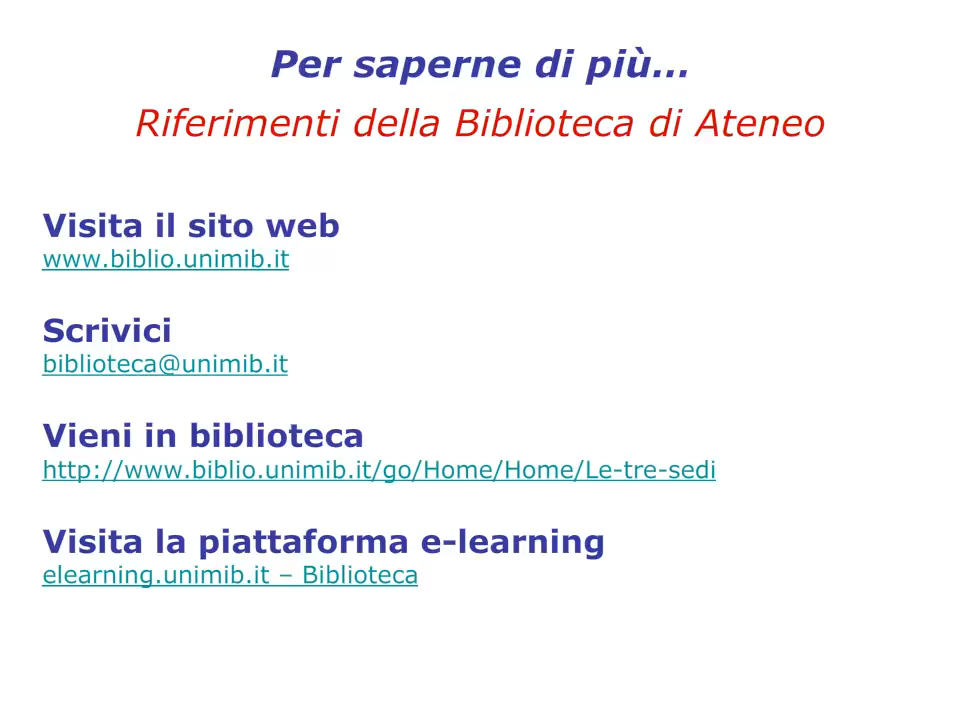 Per saperne di più…
Riferimenti della Biblioteca di Ateneo
Visita il sito web
www.biblio.unimib.it
Scrivici
biblioteca@unimib.it
Vieni in biblioteca
http://www.biblio.unimib.it/go/Home/Home/Le-tre-sedi
Visita la piattaforma e-learning
elearning.unimib.it – Biblioteca